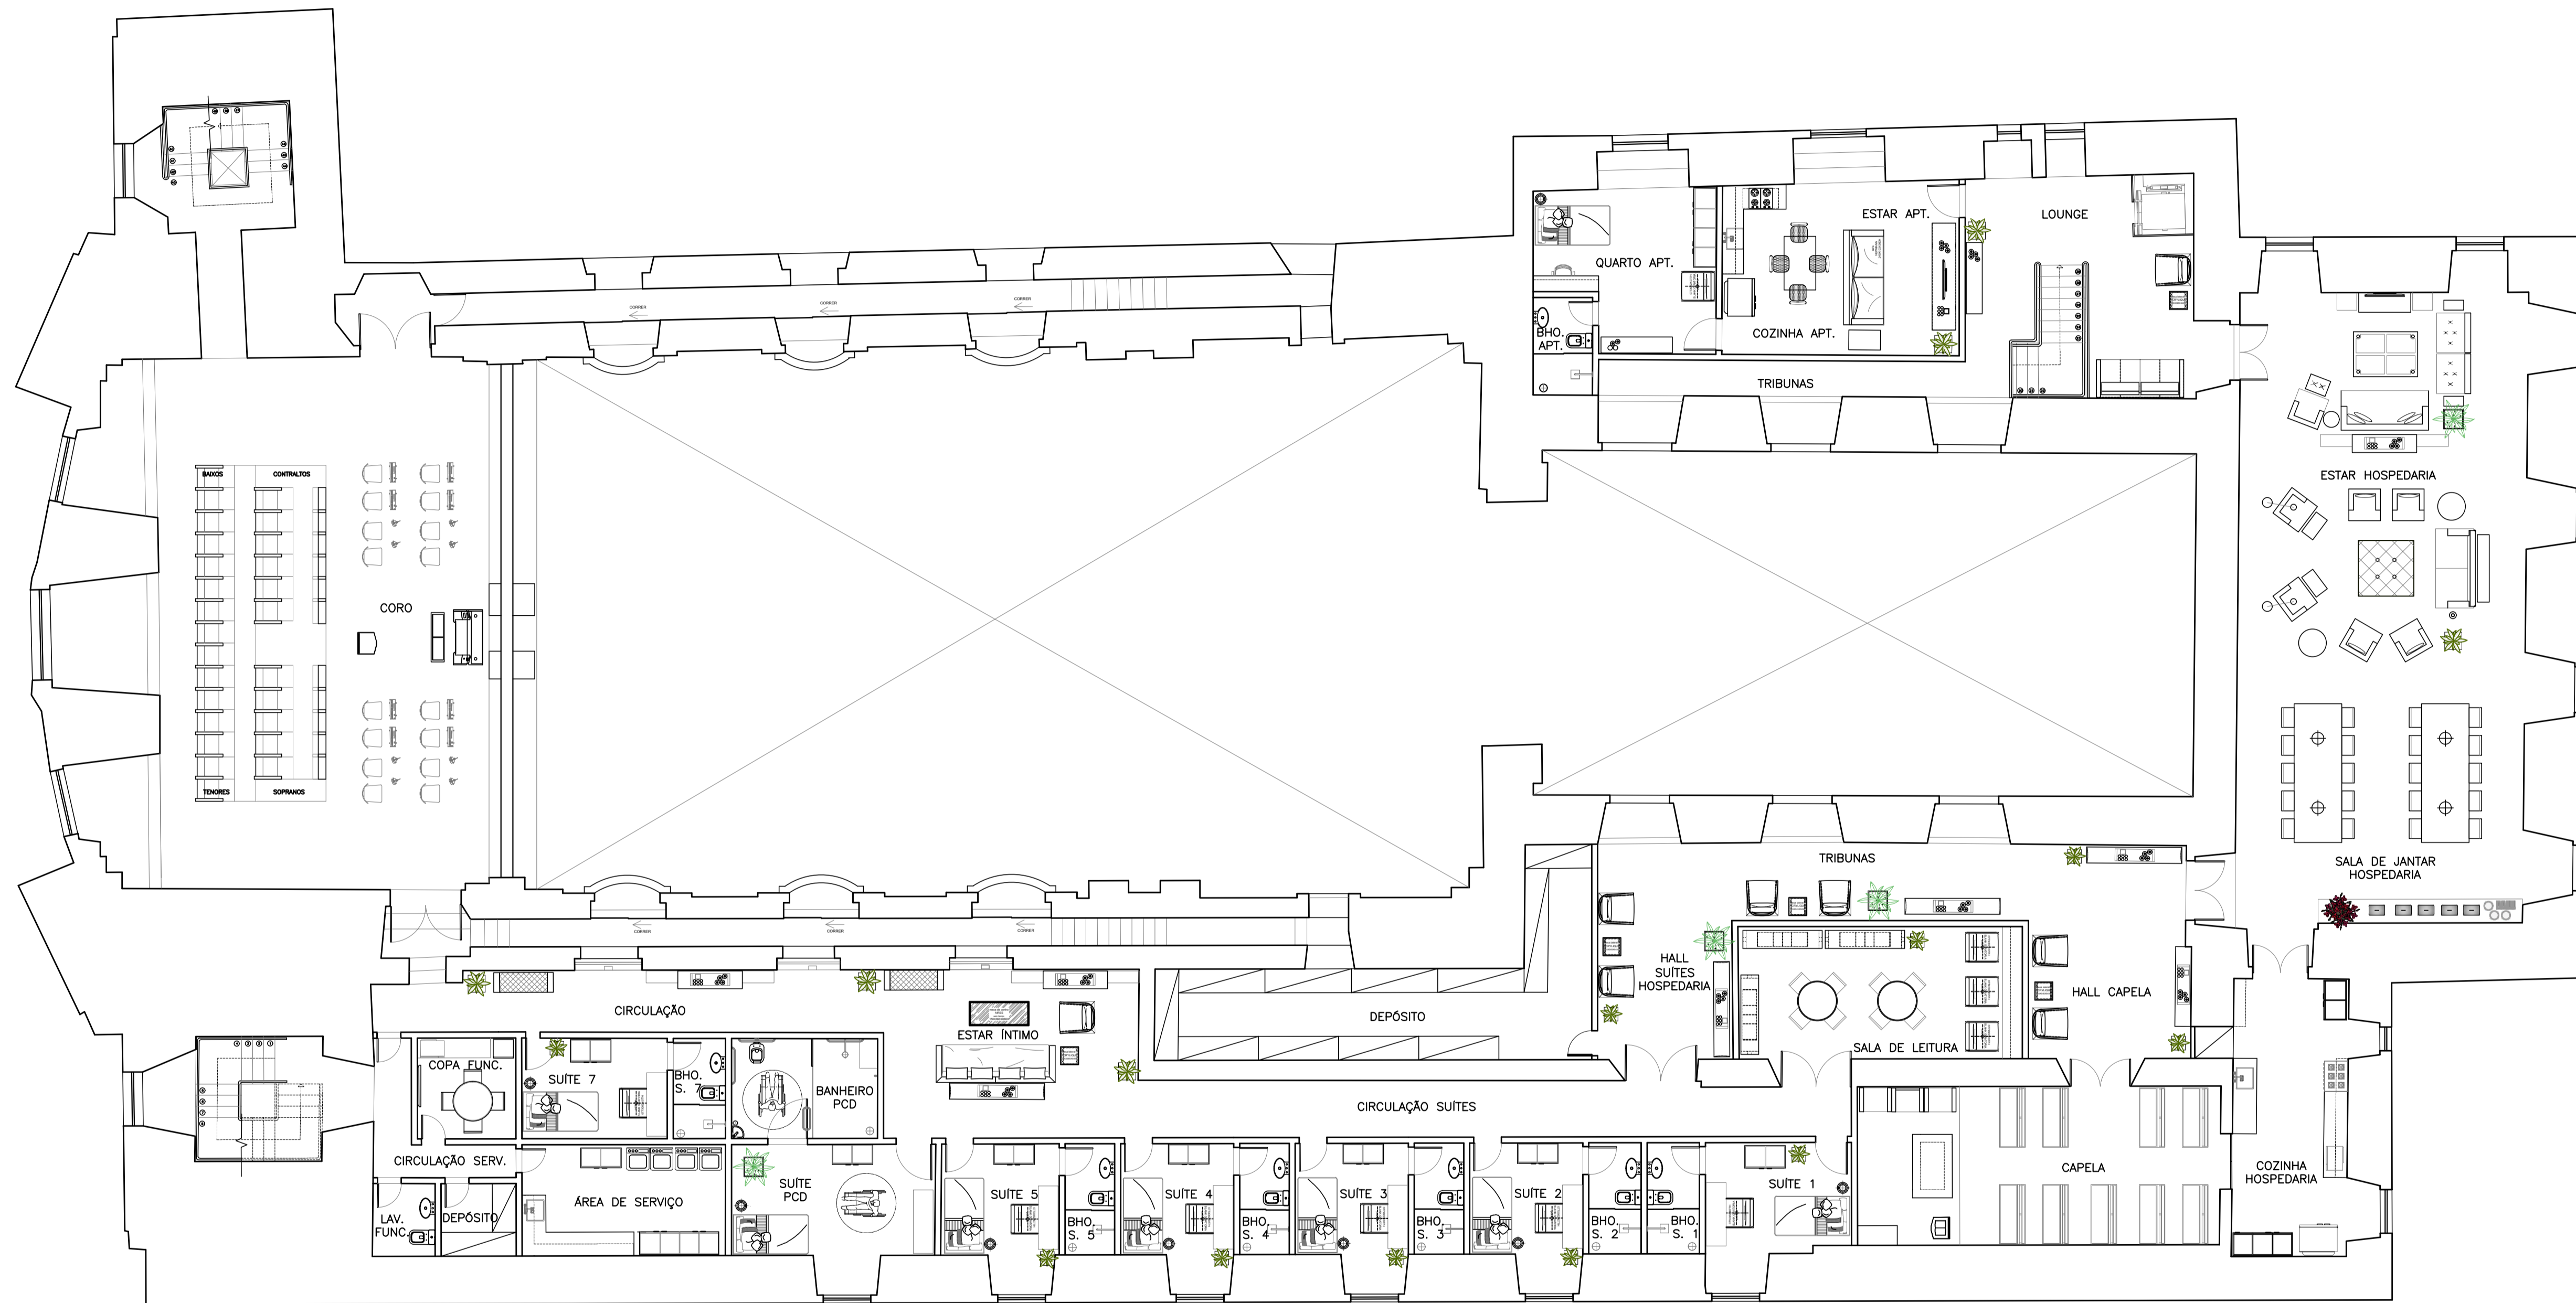 ESTAR APT.
LOUNGE
QUARTO APT.
CORRER
CORRER
CORRER
BHO.
APT.
COZINHA APT.
TRIBUNAS
BAIXOS
CONTRALTOS
ESTAR HOSPEDARIA
CORO
TENORES
SOPRANOS
TRIBUNAS
SALA DE JANTAR
HOSPEDARIA
CORRER
CORRER
CORRER
HALL
SUÍTES
HOSPEDARIA
HALL CAPELA
CIRCULAÇÃO
DEPÓSITO
ESTAR ÍNTIMO
SALA DE LEITURA
COPA FUNC.
SUÍTE 7
BHO.
S. 7
BANHEIRO
PCD
CIRCULAÇÃO SUÍTES
CIRCULAÇÃO SERV.
CAPELA
COZINHA
HOSPEDARIA
SUÍTE
PCD
SUÍTE 5
SUÍTE 4
SUÍTE 3
SUÍTE 2
SUÍTE 1
ÁREA DE SERVIÇO
LAV.
FUNC.
DEPÓSITO
BHO.
S. 5
BHO.
S. 4
BHO.
S. 3
BHO.
S. 2
BHO.
S. 1